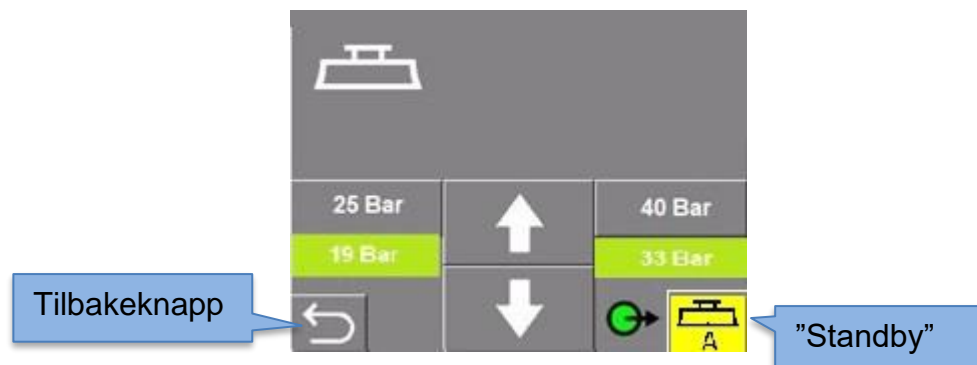 25 Bar
40 Bar
19 Bar
33 Bar
Tilbakeknapp
A
”Standby”